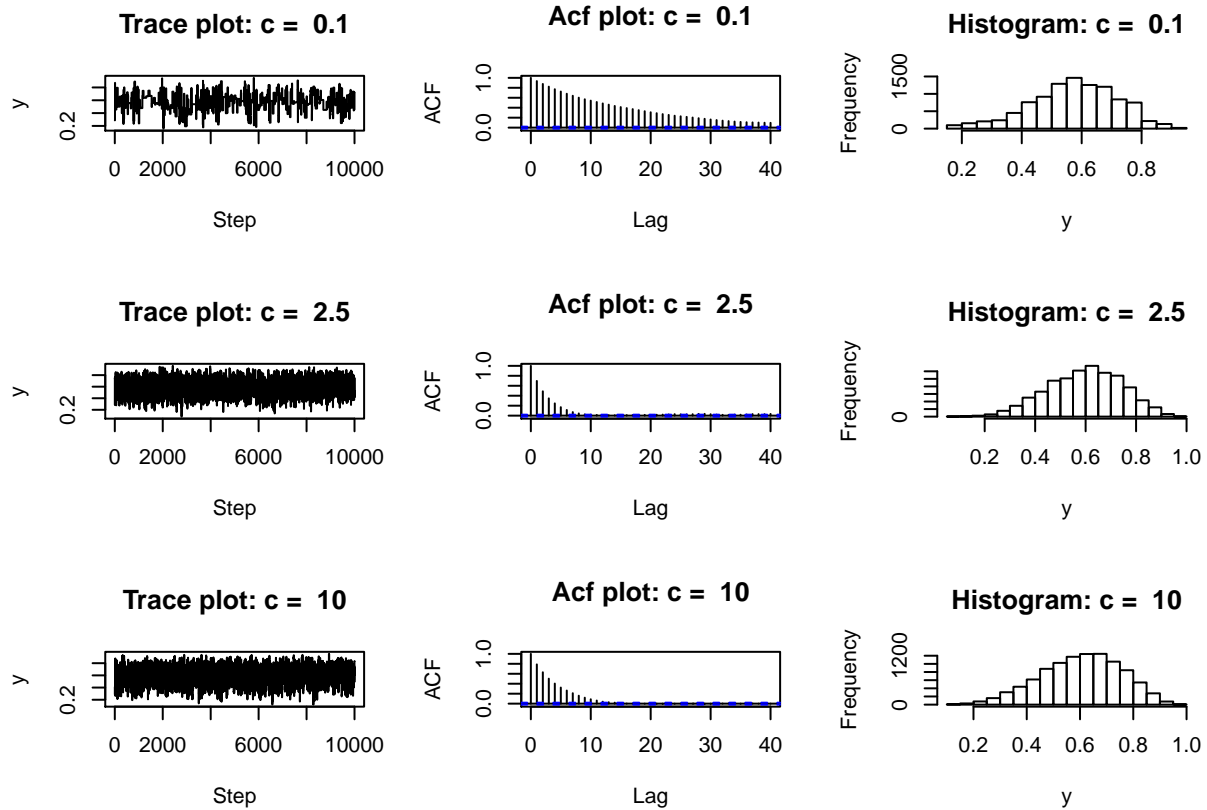 Trace plot: c = 0.1
y
0.2
0 2000 6000 10000
Step
Acf plot: c = 0.1
ACF
0.0 1.0
0 10 20 30 40
Lag
Histogram: c = 0.1
Frequency
0 1500
0.2 0.4 0.6 0.8
y
Trace plot: c = 2.5
y
0.2
0 2000 6000 10000
Step
Acf plot: c = 2.5
ACF
0.0 1.0
0 10 20 30 40
Lag
Histogram: c = 2.5
Frequency
0
0.2 0.4 0.6 0.8 1.0
y
Trace plot: c = 10
y
0.2
0 2000 6000 10000
Step
Acf plot: c = 10
ACF
0.0 1.0
0 10 20 30 40
Lag
Histogram: c = 10
Frequency
0 1200
0.2 0.4 0.6 0.8 1.0
y